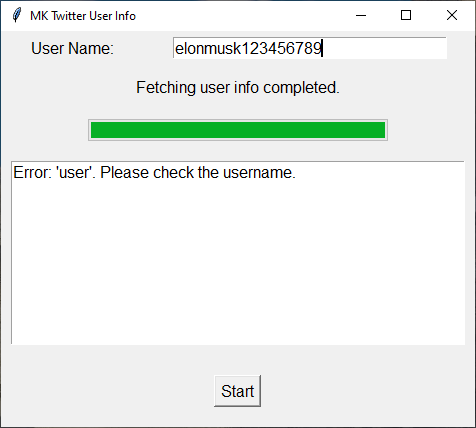 MK Twitter User Info
User Name: elonmusk123456789
Fetching user info completed.
Error: 'user'. Please check the username.
Start